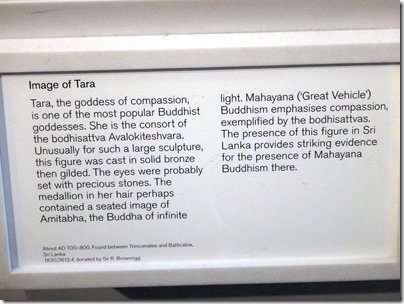 Image of Tara
Tara, the goddess of compassion,
is one of the most popular Buddhist
goddesses. She is the consort of
the bodhisattva Avalokiteshvara.
Unusually for such a large sculpture,
this figure was cast in solid bronze
then gilded. The eyes were probably
set with precious stones. The
medallion in her hair perhaps
contained a seated image of
Amitabha, the Buddha of infinite
light. Mahayana (‘Great Vehicle’)
Buddhism emphasises compassion,
exemplified by the bodhisattvas.
The presence of this figure in Sri
Lanka provides striking evidence
for the presence of Mahayana
Buddhism there.
About AD 700–800, Found between Trincomalee and Batticaloa,
Sri Lanka
1830,0612.4, donated by Sir R. Brownrigg